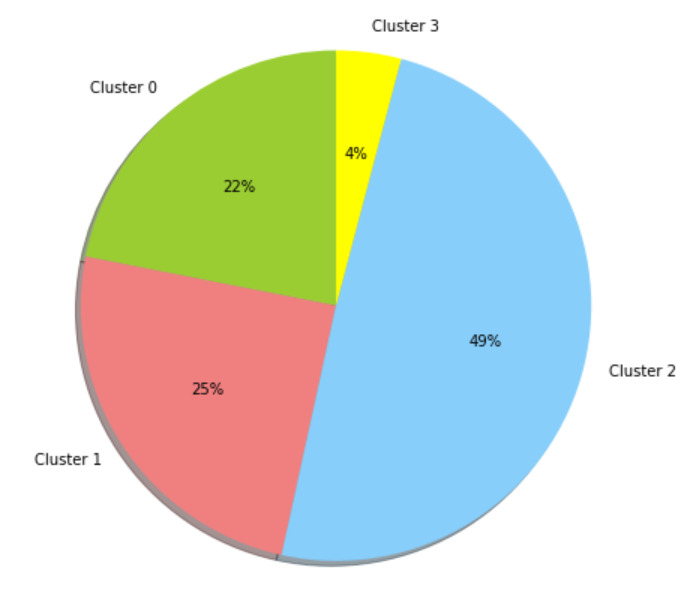 Cluster 3
Cluster 0
4%
22%
49%
Cluster 2
25%
Cluster 1